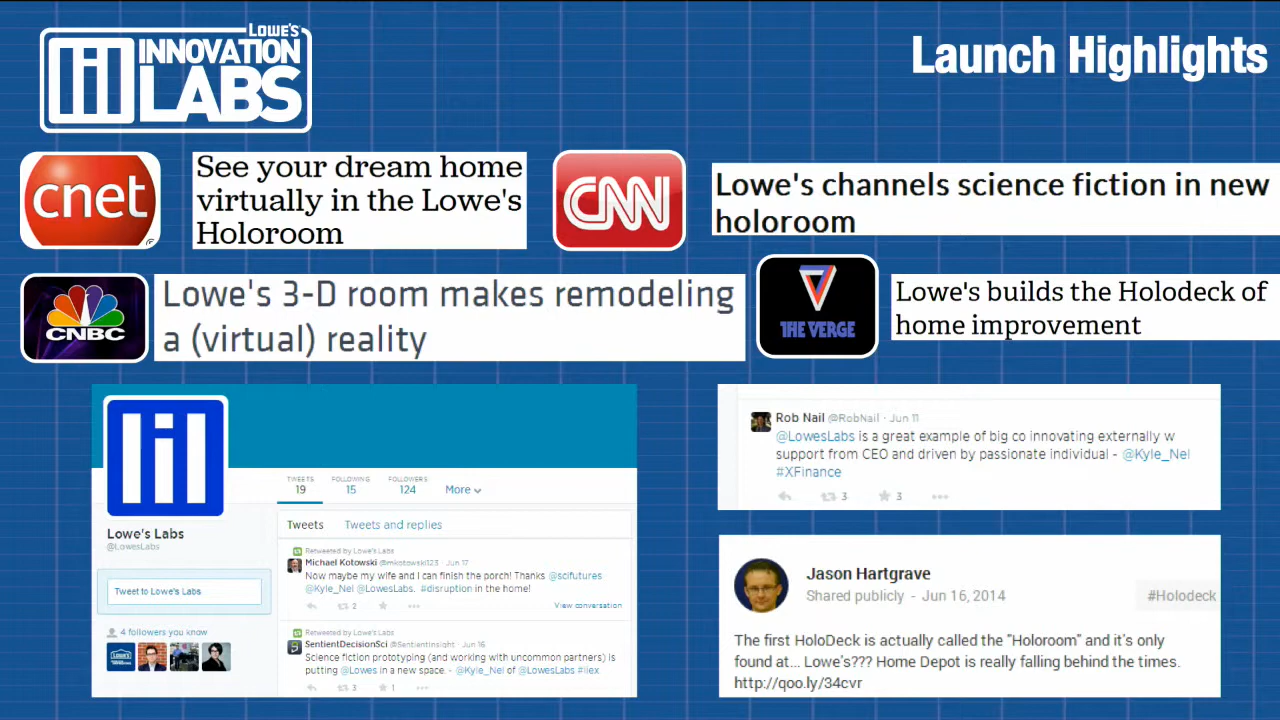 LOWE'S
INNOVATION
LABS
Launch Highlights
cnet
See your dream home
virtually in the Lowe's
Holoroom
CNN
Lowe's channels science fiction in new
holoroom
CNBC
Lowe's 3-D room makes remodeling
a (virtual) reality
THE VERGE
Lowe's builds the Holodeck of
home improvement
lil
TWEETS FOLLOWING FOLLOWERS
19 15 124 More
Lowe's Labs
@LowesLabs
Tweet to Lowe's Labs
4 followers you know
Tweets Tweets and replies
Retweeted by Lowe's Labs
Michael Kotowski @mkotowski123 · Jun 17
Now maybe my wife and I can finish the porch! Thanks @scifutures
@Kyle_Nel @LowesLabs. #disruption in the home!
2 View conversation
Retweeted by Lowe's Labs
SentientDecisionSci @SentientInsight · Jun 16
Science fiction prototyping (and working with uncommon partners) is
putting @Lowes in a new space. - @Kyle_Nel of @LowesLabs #ilex
3 1
Rob Nail @RobNail · Jun 11
@LowesLabs is a great example of big co innovating externally w
support from CEO and driven by passionate individual - @Kyle_Nel
#XFinance
3 3
Jason Hartgrave
Shared publicly - Jun 16, 2014
#Holodeck
The first HoloDeck is actually called the "Holoroom" and it's only
found at... Lowe's??? Home Depot is really falling behind the times.
http://qoo.ly/34cvr